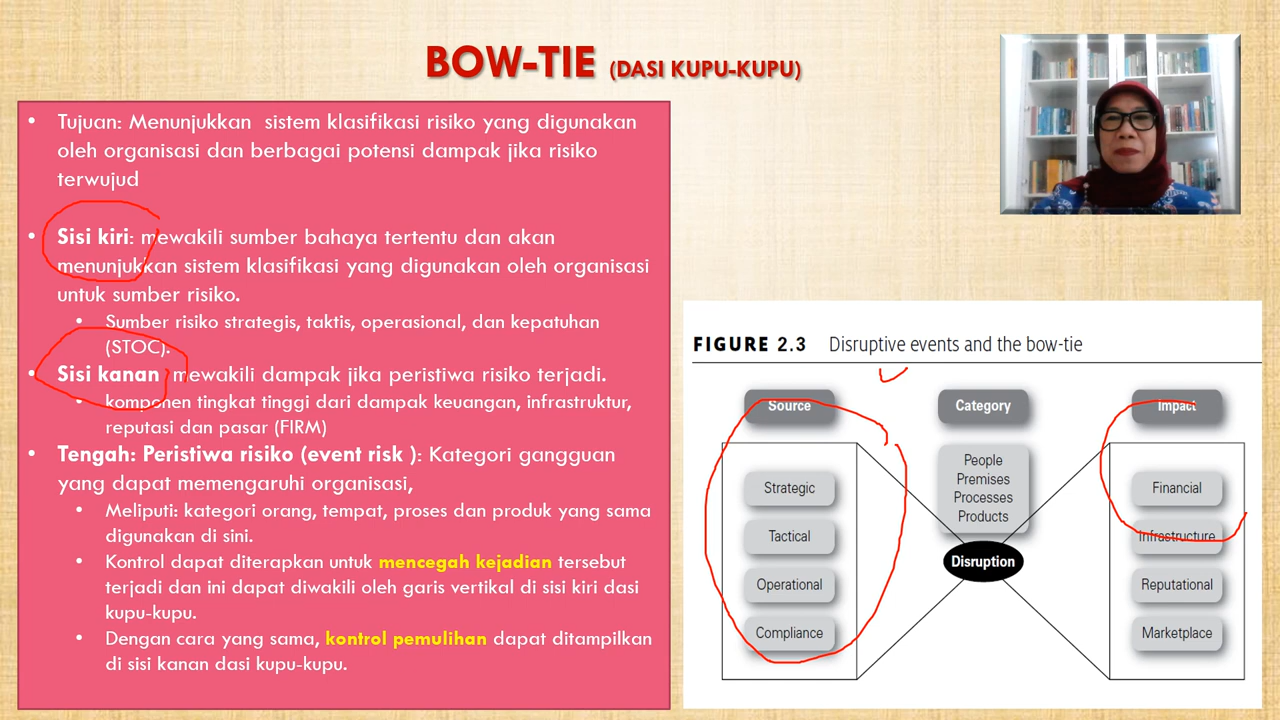 BOW-TIE (DASI KUPU-KUPU)
• Tujuan: Menunjukkan sistem klasifikasi risiko yang digunakan
oleh organisasi dan berbagai potensi dampak jika risiko
terwujud
• Sisi kiri: mewakili sumber bahaya tertentu dan akan
menunjukkan sistem klasifikasi yang digunakan oleh organisasi
untuk sumber risiko.
• Sumber risiko strategis, taktis, operasional, dan kepatuhan
(STOC).
• Sisi kanan mewakili dampak jika peristiwa risiko terjadi.
• komponen tingkat tinggi dari dampak keuangan, infrastruktur,
reputasi dan pasar (FIRM)
• Tengah: Peristiwa risiko (event risk ): Kategori gangguan
yang dapat memengaruhi organisasi,
• Meliputi: kategori orang, tempat, proses dan produk yang sama
digunakan di sini.
• Kontrol dapat diterapkan untuk mencegah kejadian tersebut
terjadi dan ini dapat diwakili oleh garis vertikal di sisi kiri dasi
kupu-kupu.
• Dengan cara yang sama, kontrol pemulihan dapat ditampilkan
di sisi kanan dasi kupu-kupu.
FIGURE 2.3 Disruptive events and the bow-tie
Source
Strategic
Tactical
Operational
Compliance
Category
People
Premises
Processes
Products
Disruption
Impact
Financial
Infrastructure
Reputational
Marketplace